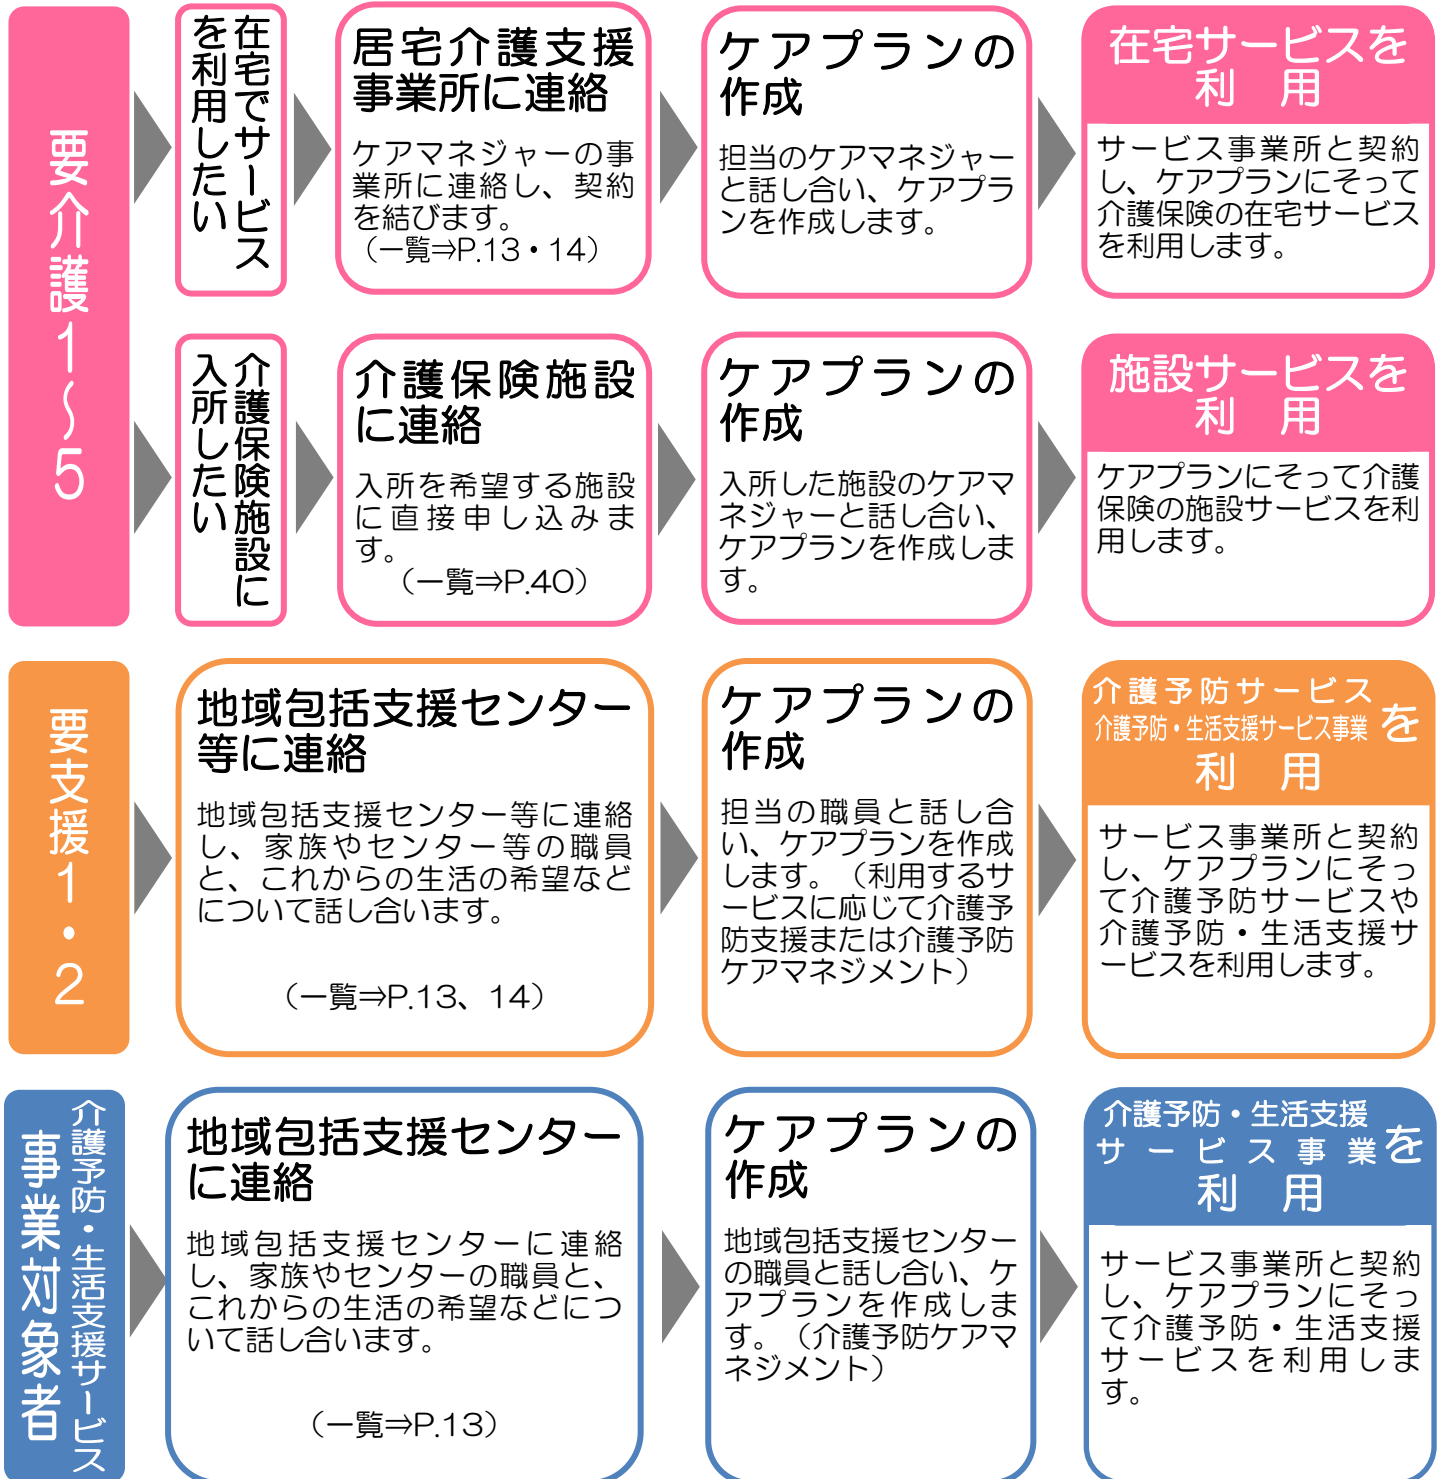 要介護１～５
在宅でサービス
を利用したい
居宅介護支援
事業所に連絡
ケアマネジャーの事
業所に連絡し、契約
を結びます。
（一覧⇒P.13・14）
ケアプランの
作成
担当のケアマネジャー
と話し合い、ケアプラ
ンを作成します。
在宅サービスを
利　用
サービス事業所と契約
し、ケアプランにそって
介護保険の在宅サービス
を利用します。
介護保険施設に
入所したい
介護保険施設
に連絡
入所を希望する施設
に直接申し込みま
す。
（一覧⇒P.40）
ケアプランの
作成
入所した施設のケアマ
ネジャーと話し合い、
ケアプランを作成しま
す。
施設サービスを
利　用
ケアプランにそって介護
保険の施設サービスを利
用します。
要支援１・２
地域包括支援センター
等に連絡
地域包括支援センター等に連絡
し、家族やセンター等の職員
と、これからの生活の希望など
について話し合います。
（一覧⇒P.13、14）
ケアプランの
作成
担当の職員と話し合
い、ケアプランを作成
します。（利用するサ
ービスに応じて介護予
防支援または介護予防
ケアマネジメント）
介護予防サービス
介護予防・生活支援サービス事業 を
利　用
サービス事業所と契約
し、ケアプランにそっ
て介護予防サービスや
介護予防・生活支援サ
ービスを利用します。
介護予防・生活支援サービス
事業対象者
地域包括支援センター
に連絡
地域包括支援センターに連絡
し、家族やセンターの職員と、
これからの生活の希望などにつ
いて話し合います。
（一覧⇒P.13）
ケアプランの
作成
地域包括支援センター
の職員と話し合い、ケ
アプランを作成しま
す。（介護予防ケアマ
ネジメント）
介護予防・生活支援
サービス事業を
利　用
サービス事業所と契約
し、ケアプランにそっ
て介護予防・生活支援
サービスを利用しま
す。